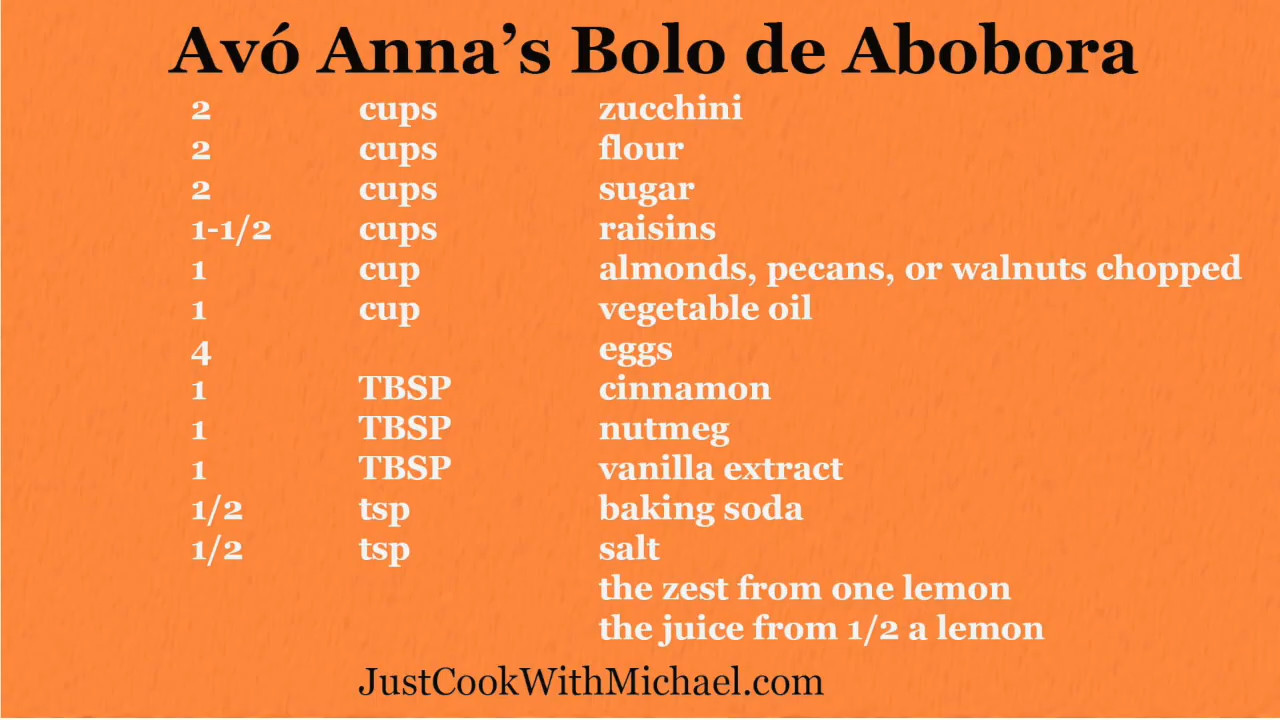 Avó Anna’s Bolo de Abobora
2 cups zucchini
2 cups flour
2 cups sugar
1-1/2 cups raisins
1 cup almonds, pecans, or walnuts chopped
1 cup vegetable oil
4 eggs
1 TBSP cinnamon
1 TBSP nutmeg
1 TBSP vanilla extract
1/2 tsp baking soda
1/2 tsp salt
the zest from one lemon
the juice from 1/2 a lemon
JustCookWithMichael.com